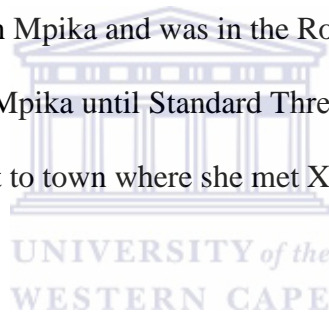 n Mpika and was in the Ro
Mpika until Standard Thre
t to town where she met X
UNIVERSITY of the
WESTERN CAPE